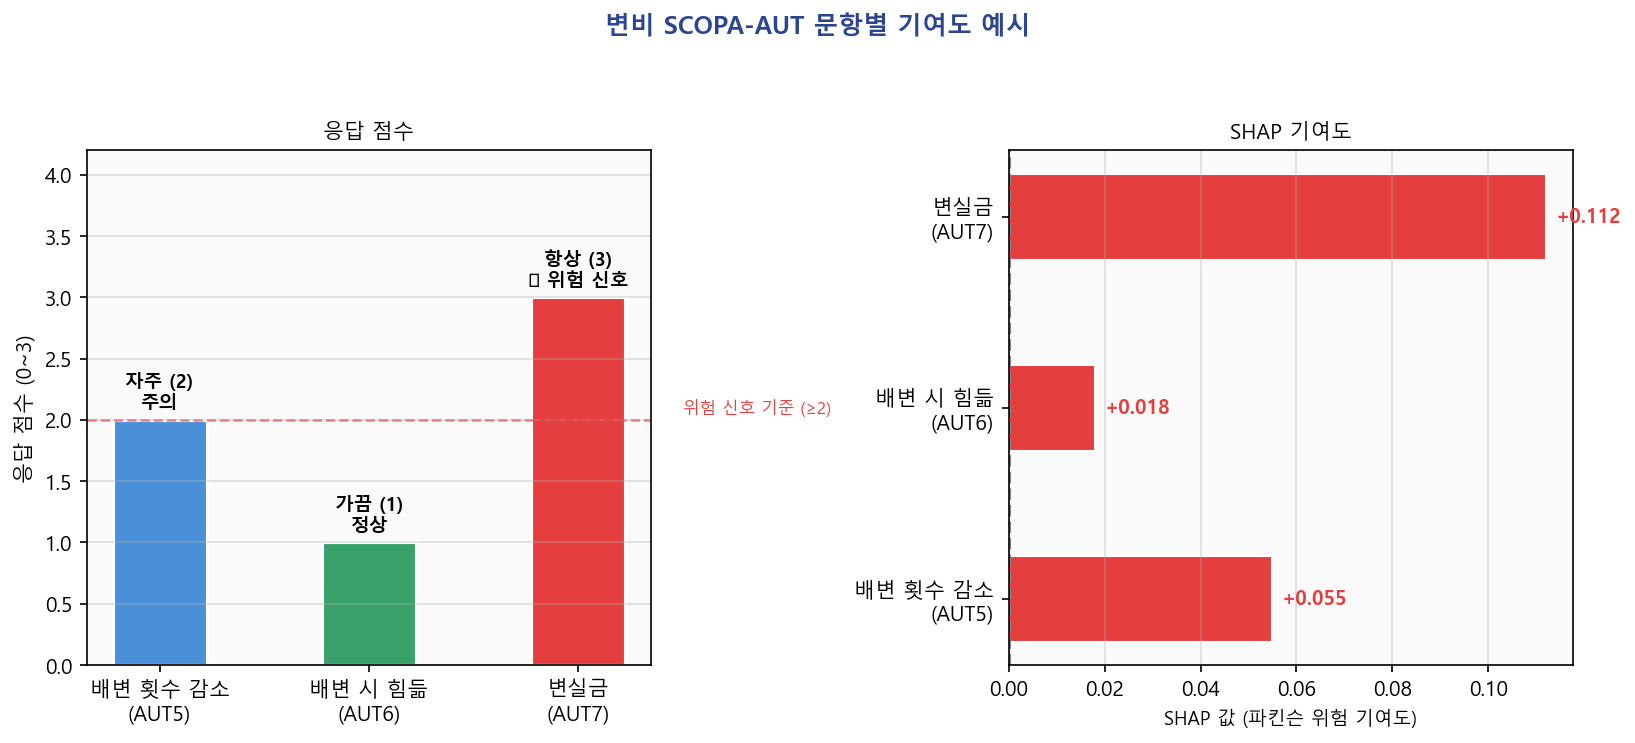 변비 SCOPA-AUT 문항별 기여도 예시
응답 점수
응답 점수 (0~3)
4.0
3.5
3.0
2.5
2.0
1.5
1.0
0.5
0.0
자주 (2)
주의
가끔 (1)
정상
항상 (3)
위험 신호
위험 신호 기준 (≥2)
배변 횟수 감소
(AUT5)
배변 시 힘듦
(AUT6)
변실금
(AUT7)
SHAP 기여도
변실금
(AUT7)
배변 시 힘듦
(AUT6)
배변 횟수 감소
(AUT5)
+0.112
+0.018
+0.055
0.00
0.02
0.04
0.06
0.08
0.10
SHAP 값 (파킨슨 위험 기여도)